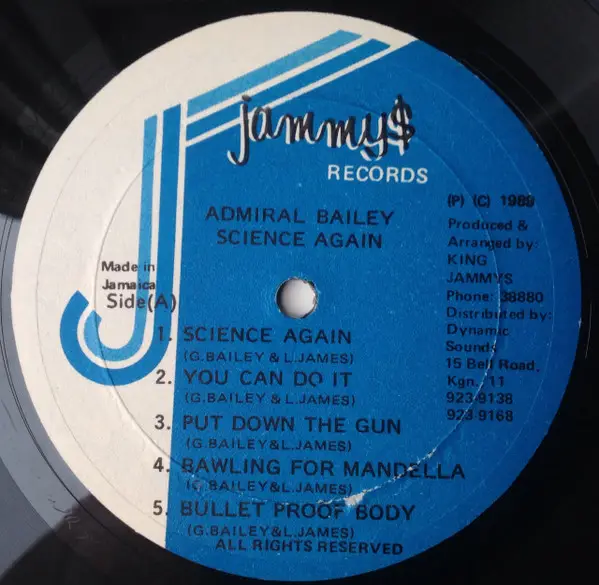 jammy$
RECORDS
ADMIRAL BAILEY
SCIENCE AGAIN
(P) (C) 1989
Produced &
Arranged by:
KING
JAMMYS
Phone: 38880
Distributed by:
Dynamic
Sounds
15 Bell Road,
Kgn. 11
923 9138
923 9168
Made in
Jamaica
Side(A)
1. SCIENCE AGAIN
(G.BAILEY & L.JAMES)
2. YOU CAN DO IT
(G.BAILEY & L.JAMES)
3. PUT DOWN THE GUN
(G.BAILEY & L.JAMES)
4. BAWLING FOR MANDELLA
(G.BAILEY & L.JAMES)
5. BULLET PROOF BODY
(G.BAILEY & L.JAMES)
ALL RIGHTS RESERVED